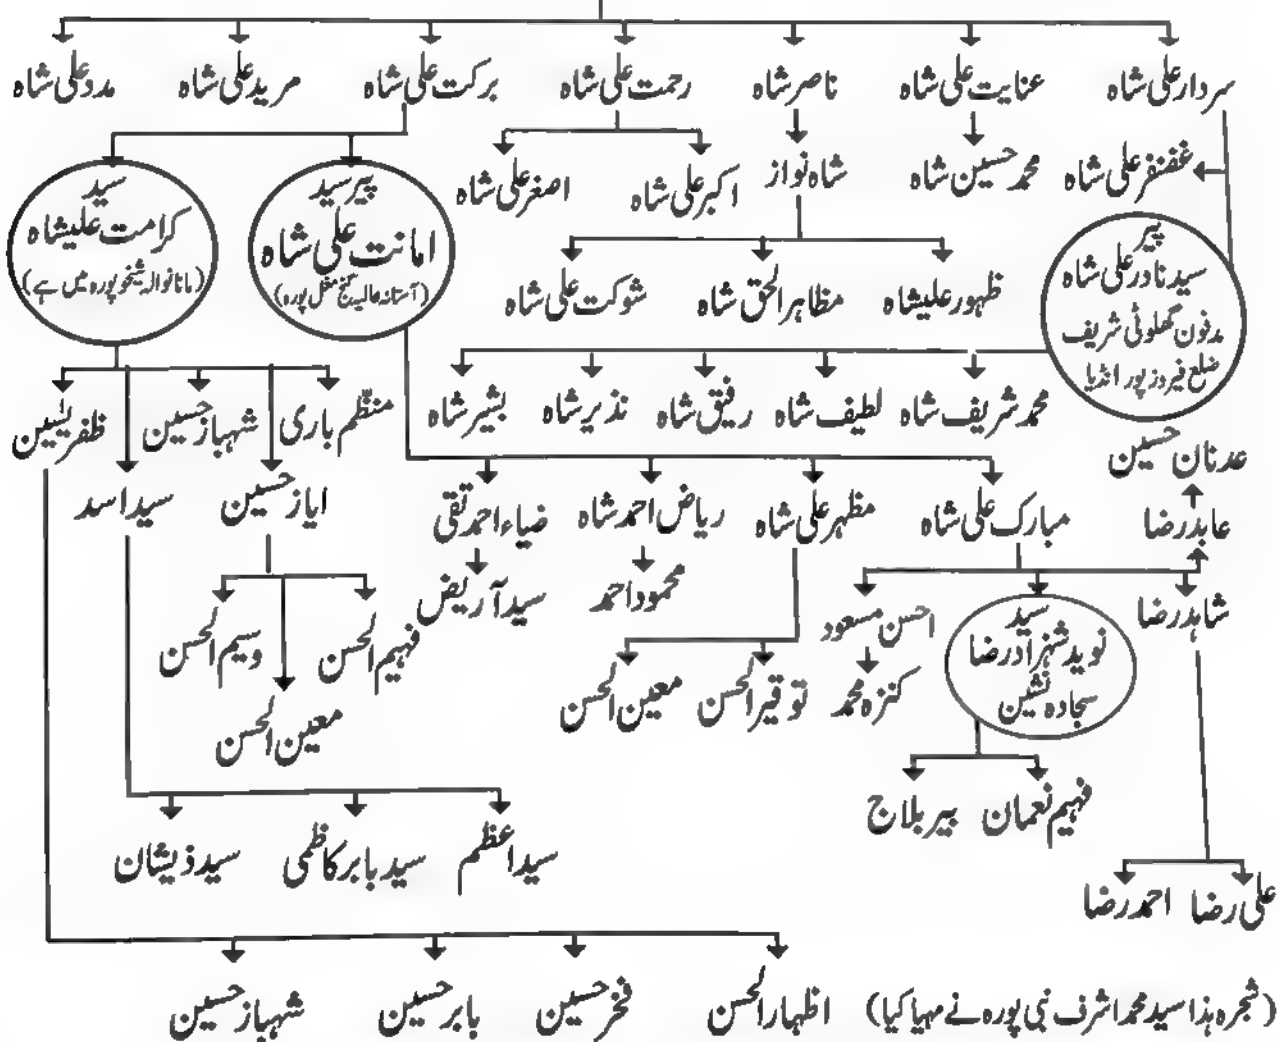 سردار علی شاہ عنایت علی شاہ ناصر شاہ رحمت علی شاہ برکت علی شاہ مرید علی شاہ مدد علی شاہ
غضنفر علی شاہ محمد حسین شاہ شاہ نواز اکبر علی شاہ اصغر علی شاہ
پیر سید
امانت علی شاہ
(آستانہ عالیہ گنج مغل پورہ)
سید
کرامت علیشاہ
(مانانوالہ شیخوپورہ میں ہے)
پیر
سید نادر علی شاہ
مدفون گھلوٹی شریف
ضلع فیروز پور انڈیا
ظہور علیشاہ مظاہر الحق شاہ شوکت علی شاہ
محمد شریف شاہ لطیف شاہ رفیق شاہ نذیر شاہ بشیر شاہ
منظم باری شہباز حسین ظفر یٰسین
عدنان حسین
ایاز حسین سید اسد
عابد رضا مبارک علی شاہ مظہر علی شاہ ریاض احمد شاہ ضیاء احمد تقی
شاہد رضا
سید
نوید شہزاد رضا
سجادہ نشین
احسن مسعود محمود احمد سید آریض
فہیم الحسن وسیم الحسن
کنزہ محمد توقیر الحسن معین الحسن
معین الحسن
فہیم نعمان بیر بلاج
سید اعظم سید بابر کاظمی سید ذیشان
علی رضا احمد رضا
اظہار الحسن فخر حسین بابر حسین شہباز حسین
(شجرہ ہذا سید محمد اشرف نبی پورہ نے مہیا کیا)